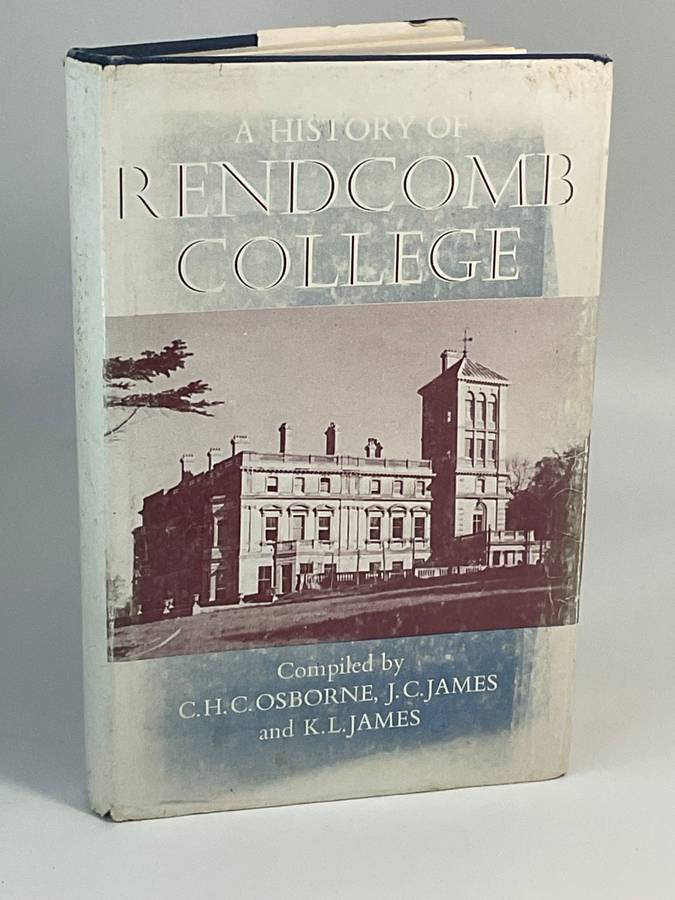 A HISTORY OF
RENDCOMB
COLLEGE
Compiled by
C.H.C.OSBORNE, J.C.JAMES
and K.L.JAMES